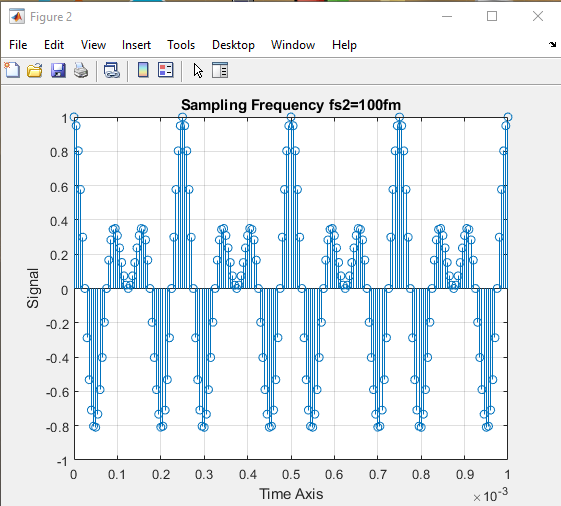 Figure 2
File Edit View Insert Tools Desktop Window Help
Sampling Frequency fs2=100fm
1
0.8
0.6
0.4
0.2
0
-0.2
-0.4
-0.6
-0.8
-1
Signal
0 0.1 0.2 0.3 0.4 0.5 0.6 0.7 0.8 0.9 1
Time Axis
×10^-3